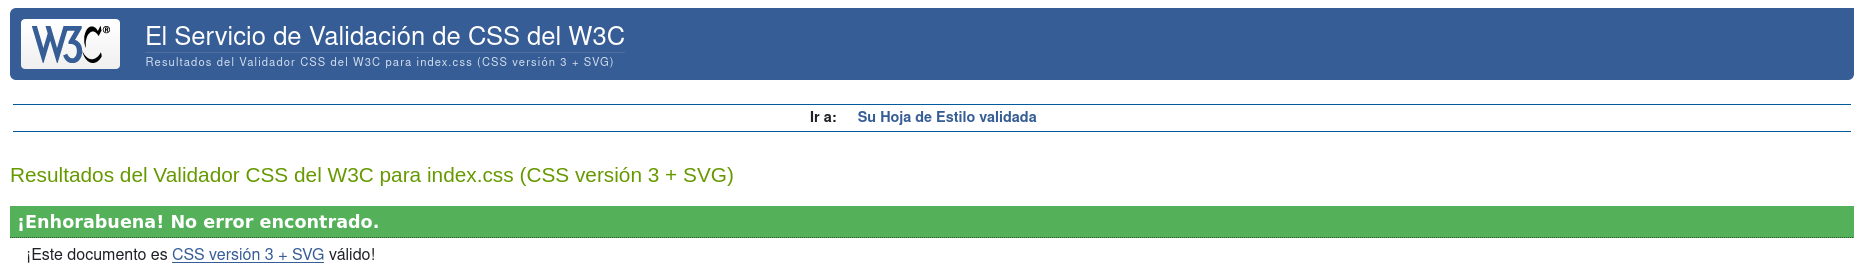 W3C®
El Servicio de Validación de CSS del W3C
Resultados del Validador CSS del W3C para index.css (CSS versión 3 + SVG)
Ir a: Su Hoja de Estilo validada
Resultados del Validador CSS del W3C para index.css (CSS versión 3 + SVG)
¡Enhorabuena! No error encontrado.
¡Este documento es CSS versión 3 + SVG válido!